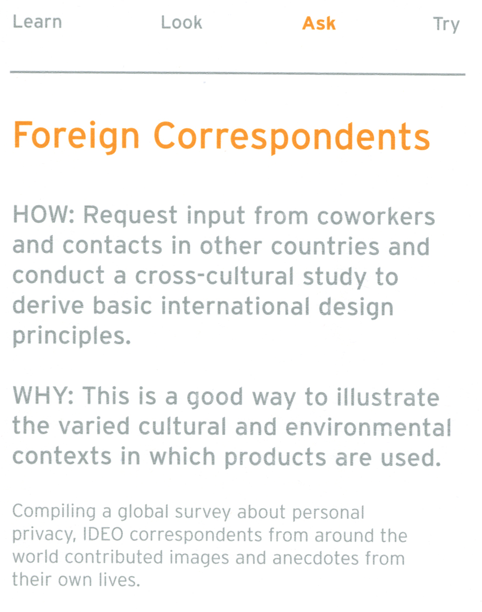 Learn Look Ask Try
Foreign Correspondents
HOW: Request input from coworkers
and contacts in other countries and
conduct a cross-cultural study to
derive basic international design
principles.
WHY: This is a good way to illustrate
the varied cultural and environmental
contexts in which products are used.
Compiling a global survey about personal
privacy, IDEO correspondents from around the
world contributed images and anecdotes from
their own lives.